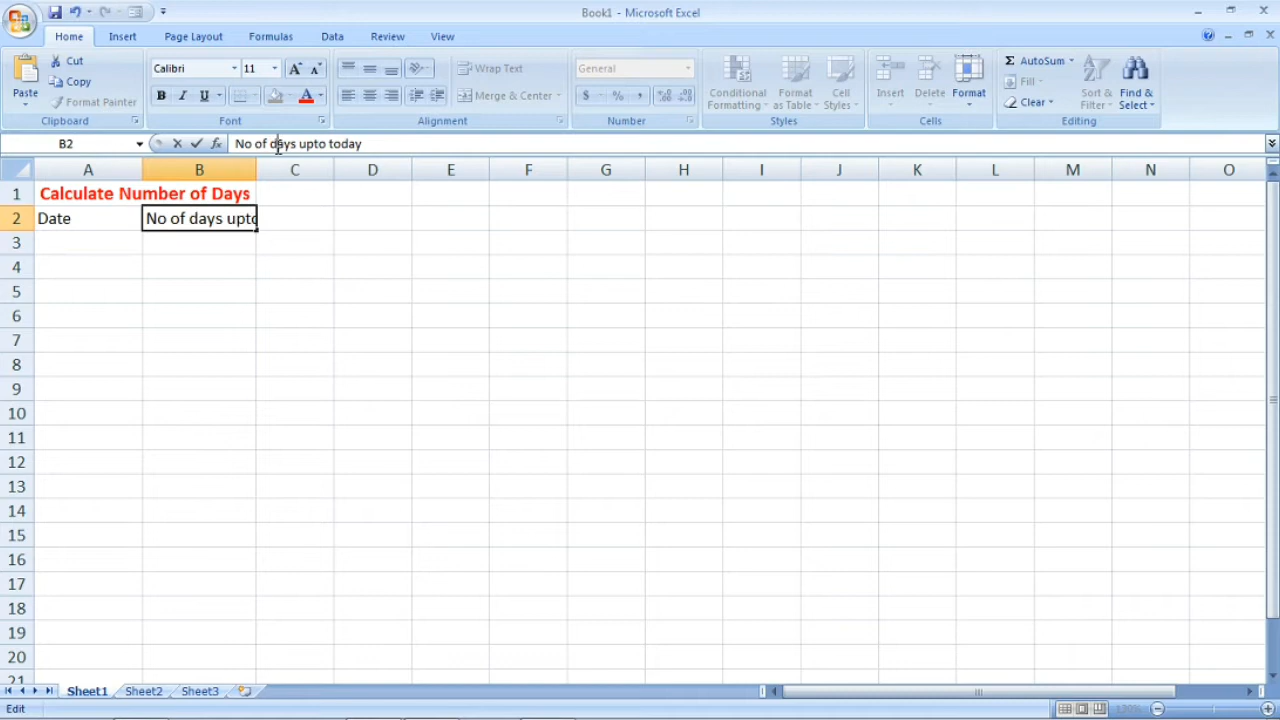 Book1 - Microsoft Excel
Home Insert Page Layout Formulas Data Review View
Paste Cut Copy Format Painter
Calibri 11
B I U A A A
Wrap Text
Merge & Center
General
$ % ,
Conditional Formatting Format as Table Cell Styles
Insert Delete Format
Σ AutoSum Fill Clear
Sort & Filter Find & Select
Clipboard Font Alignment Number Styles Cells Editing
B2 fx No of days upto today
A B C D E F G H I J K L M N O
1 Calculate Number of Days
2 Date No of days upto
3
4
5
6
7
8
9
10
11
12
13
14
15
16
17
18
19
20
21
Sheet1 Sheet2 Sheet3
Edit 130%